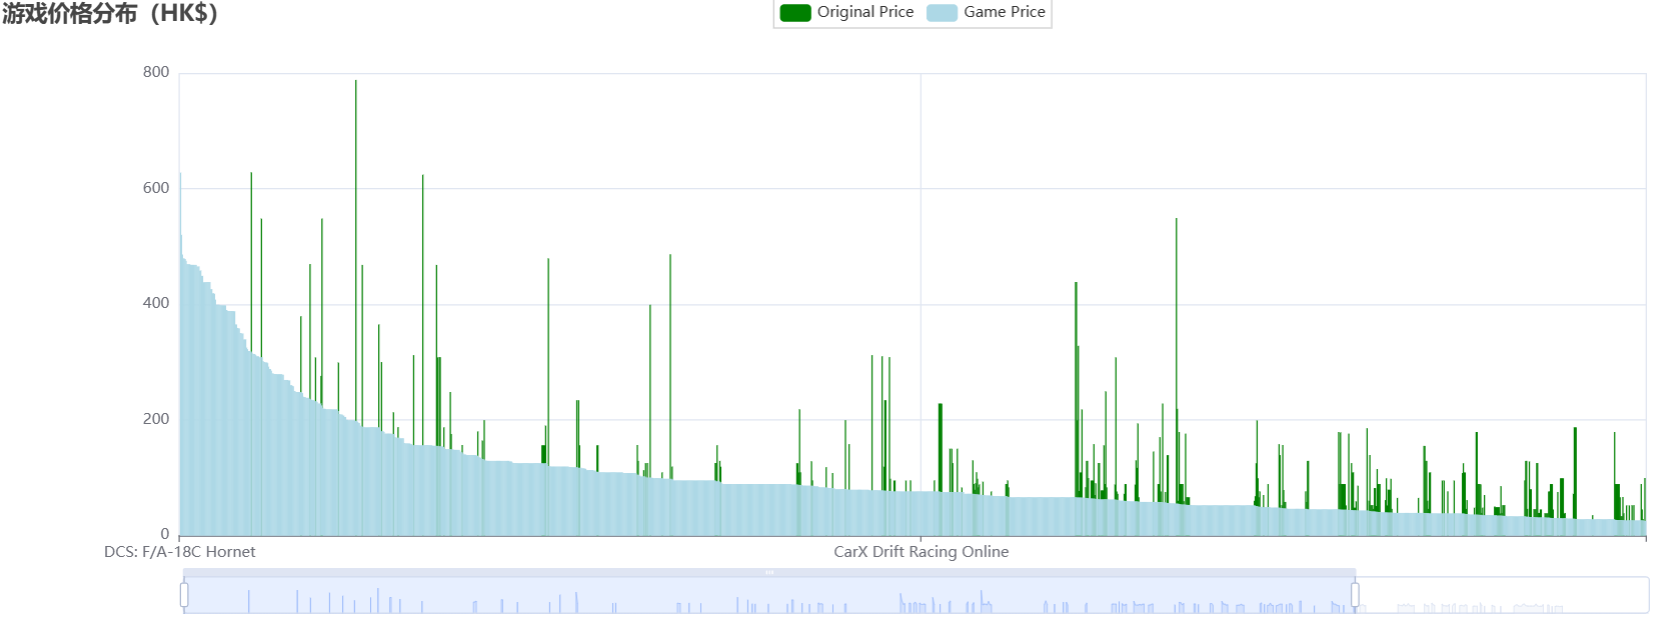 游戏价格分布（HK$）
Original Price
Game Price
800
600
400
200
0
DCS: F/A-18C Hornet
CarX Drift Racing Online